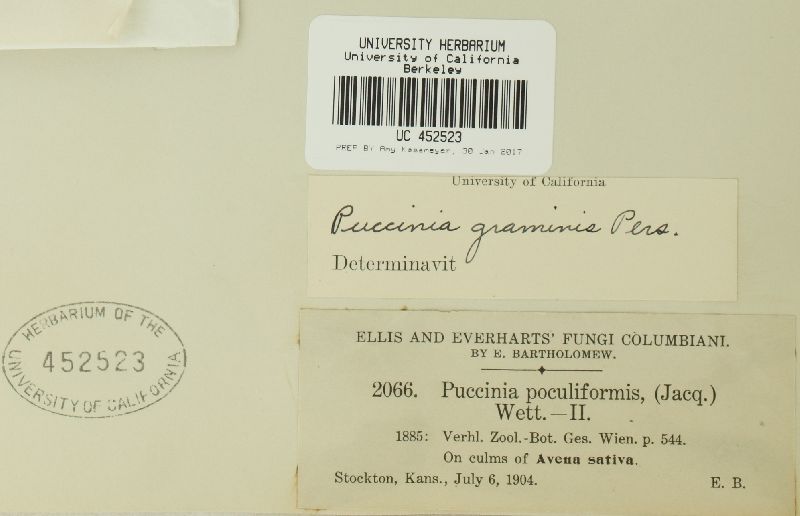 UNIVERSITY HERBARIUM
University of California
Berkeley
UC 452523
PREP BY Amy Kasameyer, 30 Jan 2017
University of California
Puccinia graminis Pers.
Determinavit
HERBARIUM OF THE
452523
UNIVERSITY OF CALIFORNIA
ELLIS AND EVERHARTS' FUNGI COLUMBIANI.
BY E. BARTHOLOMEW.
2066. Puccinia poculiformis, (Jacq.)
Wett.—II.
1885: Verhl. Zool.-Bot. Ges. Wien. p. 544.
On culms of Avena sativa.
Stockton, Kans., July 6, 1904. E. B.